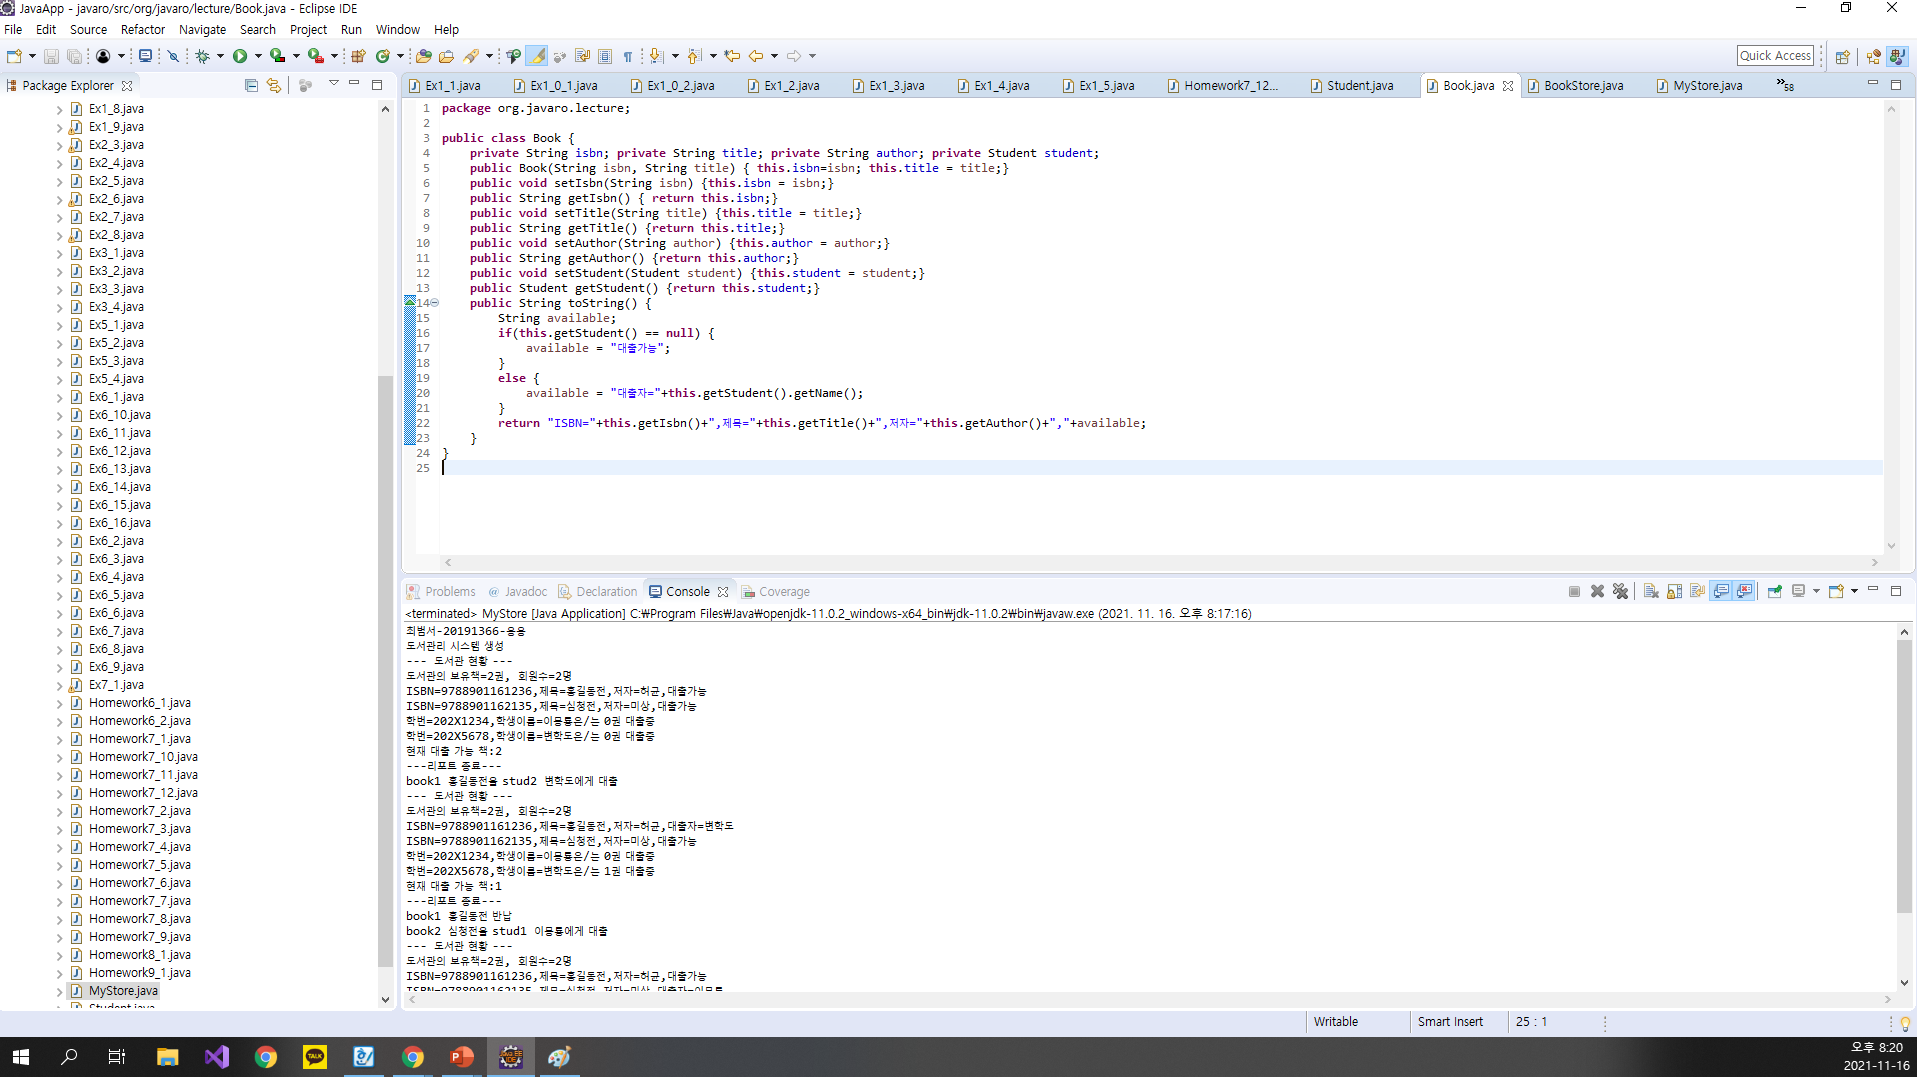 JavaApp - javaro/src/org/javaro/lecture/Book.java - Eclipse IDE
File Edit Source Refactor Navigate Search Project Run Window Help
Quick Access
Package Explorer
Ex1_8.java
Ex1_9.java
Ex2_3.java
Ex2_4.java
Ex2_5.java
Ex2_6.java
Ex2_7.java
Ex2_8.java
Ex3_1.java
Ex3_2.java
Ex3_3.java
Ex3_4.java
Ex5_1.java
Ex5_2.java
Ex5_3.java
Ex5_4.java
Ex6_1.java
Ex6_10.java
Ex6_11.java
Ex6_12.java
Ex6_13.java
Ex6_14.java
Ex6_15.java
Ex6_16.java
Ex6_2.java
Ex6_3.java
Ex6_4.java
Ex6_5.java
Ex6_6.java
Ex6_7.java
Ex6_8.java
Ex6_9.java
Ex7_1.java
Homework6_1.java
Homework6_2.java
Homework7_1.java
Homework7_10.java
Homework7_11.java
Homework7_12.java
Homework7_2.java
Homework7_3.java
Homework7_4.java
Homework7_5.java
Homework7_6.java
Homework7_7.java
Homework7_8.java
Homework7_9.java
Homework8_1.java
Homework9_1.java
MyStore.java
Student.java
Ex1_1.java Ex1_0_1.java Ex1_0_2.java Ex1_2.java Ex1_3.java Ex1_4.java Ex1_5.java Homework7_12... Student.java Book.java BookStore.java MyStore.java 58
1 package org.javaro.lecture;
2
3 public class Book {
4 private String isbn; private String title; private String author; private Student student;
5 public Book(String isbn, String title) { this.isbn=isbn; this.title = title;}
6 public void setIsbn(String isbn) {this.isbn = isbn;}
7 public String getIsbn() { return this.isbn;}
8 public void setTitle(String title) {this.title = title;}
9 public String getTitle() {return this.title;}
10 public void setAuthor(String author) {this.author = author;}
11 public String getAuthor() {return this.author;}
12 public void setStudent(Student student) {this.student = student;}
13 public Student getStudent() {return this.student;}
14 public String toString() {
15 String available;
16 if(this.getStudent() == null) {
17 available = "대출가능";
18 }
19 else {
20 available = "대출자="+this.getStudent().getName();
21 }
22 return "ISBN="+this.getIsbn()+",제목="+this.getTitle()+",저자="+this.getAuthor()+","+available;
23 }
24 }
25
Problems @ Javadoc Declaration Console Coverage
<terminated> MyStore [Java Application] C:₩Program Files₩Java₩openjdk-11.0.2_windows-x64_bin₩jdk-11.0.2₩bin₩javaw.exe (2021. 11. 16. 오후 8:17:16)
최범서-20191366-응용
도서관리 시스템 생성
--- 도서관 현황 ---
도서관의 보유책=2권, 회원수=2명
ISBN=9788901161236,제목=홍길동전,저자=허균,대출가능
ISBN=9788901162135,제목=심청전,저자=미상,대출가능
학번=202X1234,학생이름=이몽룡은/는 0권 대출중
학번=202X5678,학생이름=변학도은/는 0권 대출중
현재 대출 가능 책:2
---리포트 종료---
book1 홍길동전을 stud2 변학도에게 대출
--- 도서관 현황 ---
도서관의 보유책=2권, 회원수=2명
ISBN=9788901161236,제목=홍길동전,저자=허균,대출자=변학도
ISBN=9788901162135,제목=심청전,저자=미상,대출가능
학번=202X1234,학생이름=이몽룡은/는 0권 대출중
학번=202X5678,학생이름=변학도은/는 1권 대출중
현재 대출 가능 책:1
---리포트 종료---
book1 홍길동전 반납
book2 심청전을 stud1 이몽룡에게 대출
--- 도서관 현황 ---
도서관의 보유책=2권, 회원수=2명
ISBN=9788901161236,제목=홍길동전,저자=허균,대출가능
ISBN=9788901162135,제목=심청전,저자=미상,대출자=이몽룡
Writable Smart Insert 25 : 1
TALK
Java EE IDE
오후 8:20
2021-11-16